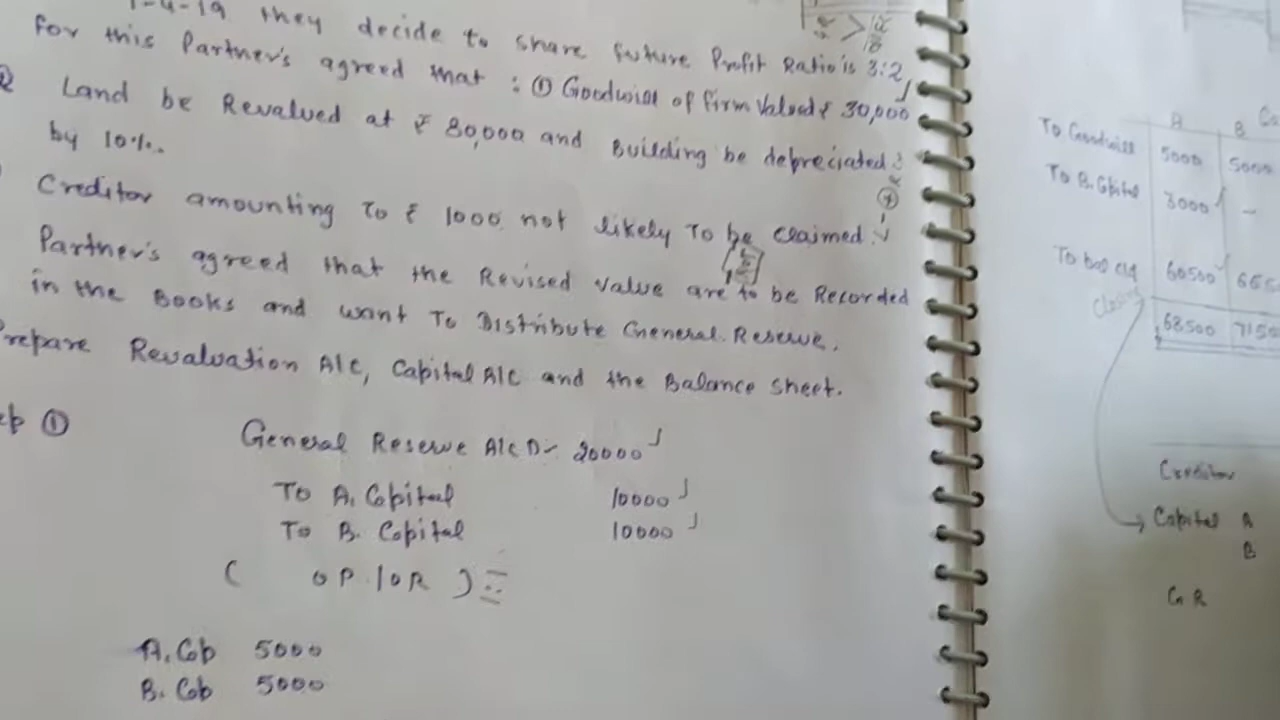 1-4-19 they decide to share future Profit Ratio is 3:2,
For this Partner's agreed that : ① Goodwill of firm Valued ₹ 30,000
② Land be Revalued at ₹ 80,000 and Building be depreciated
by 10%.
Creditor amounting To ₹ 1000 not likely To be claimed.
Partner's agreed that the Revised value are to be Recorded
in the Books and want To Distribute General Reserve.
Prepare Revaluation A/c, Capital A/c and the Balance sheet.
①
General Reserve A/c Dr 20000
To A. Capital 10000
To B. Capital 10000
( OP.|OR )
A. Cap 5000
B. Cap 5000
A B
To Goodwill 5000 5000
To B. Capital 3000 -
To bal c/d 60500
68500
Creditor
Capital A
B
G R